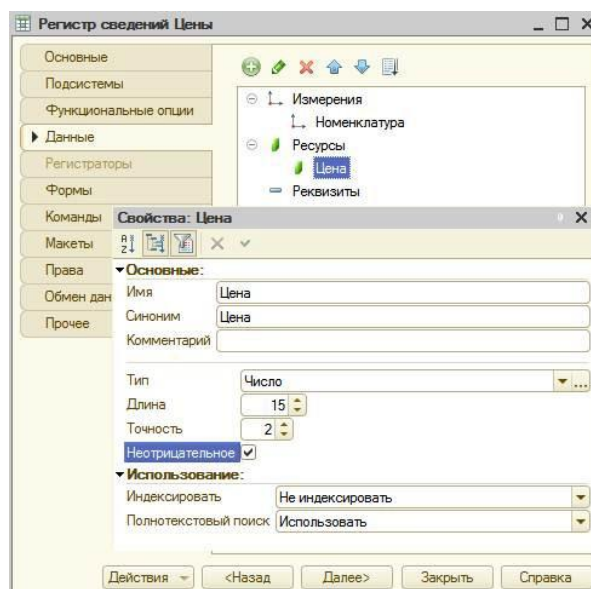 Регистр сведений Цены
Основные
Подсистемы
Функциональные опции
Данные
Регистраторы
Формы
Команды
Макеты
Права
Обмен дан
Прочее
Измерения
Номенклатура
Ресурсы
Цена
Реквизиты
Свойства: Цена
Основные:
Имя Цена
Синоним Цена
Комментарий
Тип Число
Длина 15
Точность 2
Неотрицательное
Использование:
Индексировать Не индексировать
Полнотекстовый поиск Использовать
Действия <Назад Далее> Закрыть Справка